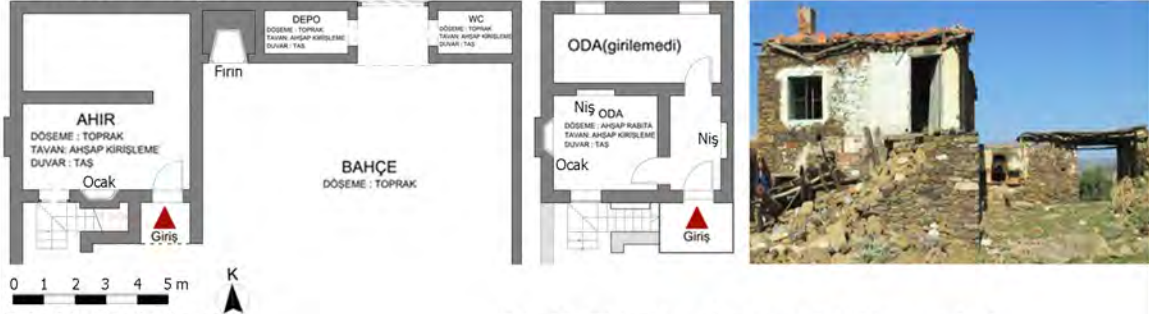 DEPO
DÖŞEME : TOPRAK
TAVAN: AHŞAP KİRİŞLEME
DUVAR : TAŞ
WC
DÖŞEME : TOPRAK
TAVAN: AHŞAP KİRİŞLEME
DUVAR : TAŞ
Fırın
AHIR
DÖŞEME : TOPRAK
TAVAN: AHŞAP KİRİŞLEME
DUVAR : TAŞ
Ocak
Giriş
BAHÇE
DÖŞEME : TOPRAK
0 1 2 3 4 5 m
K
ODA(girilemedi)
Niş
ODA
DÖŞEME : AHŞAP RABITA
TAVAN: AHŞAP KİRİŞLEME
DUVAR : TAŞ
Ocak
Niş
Giriş